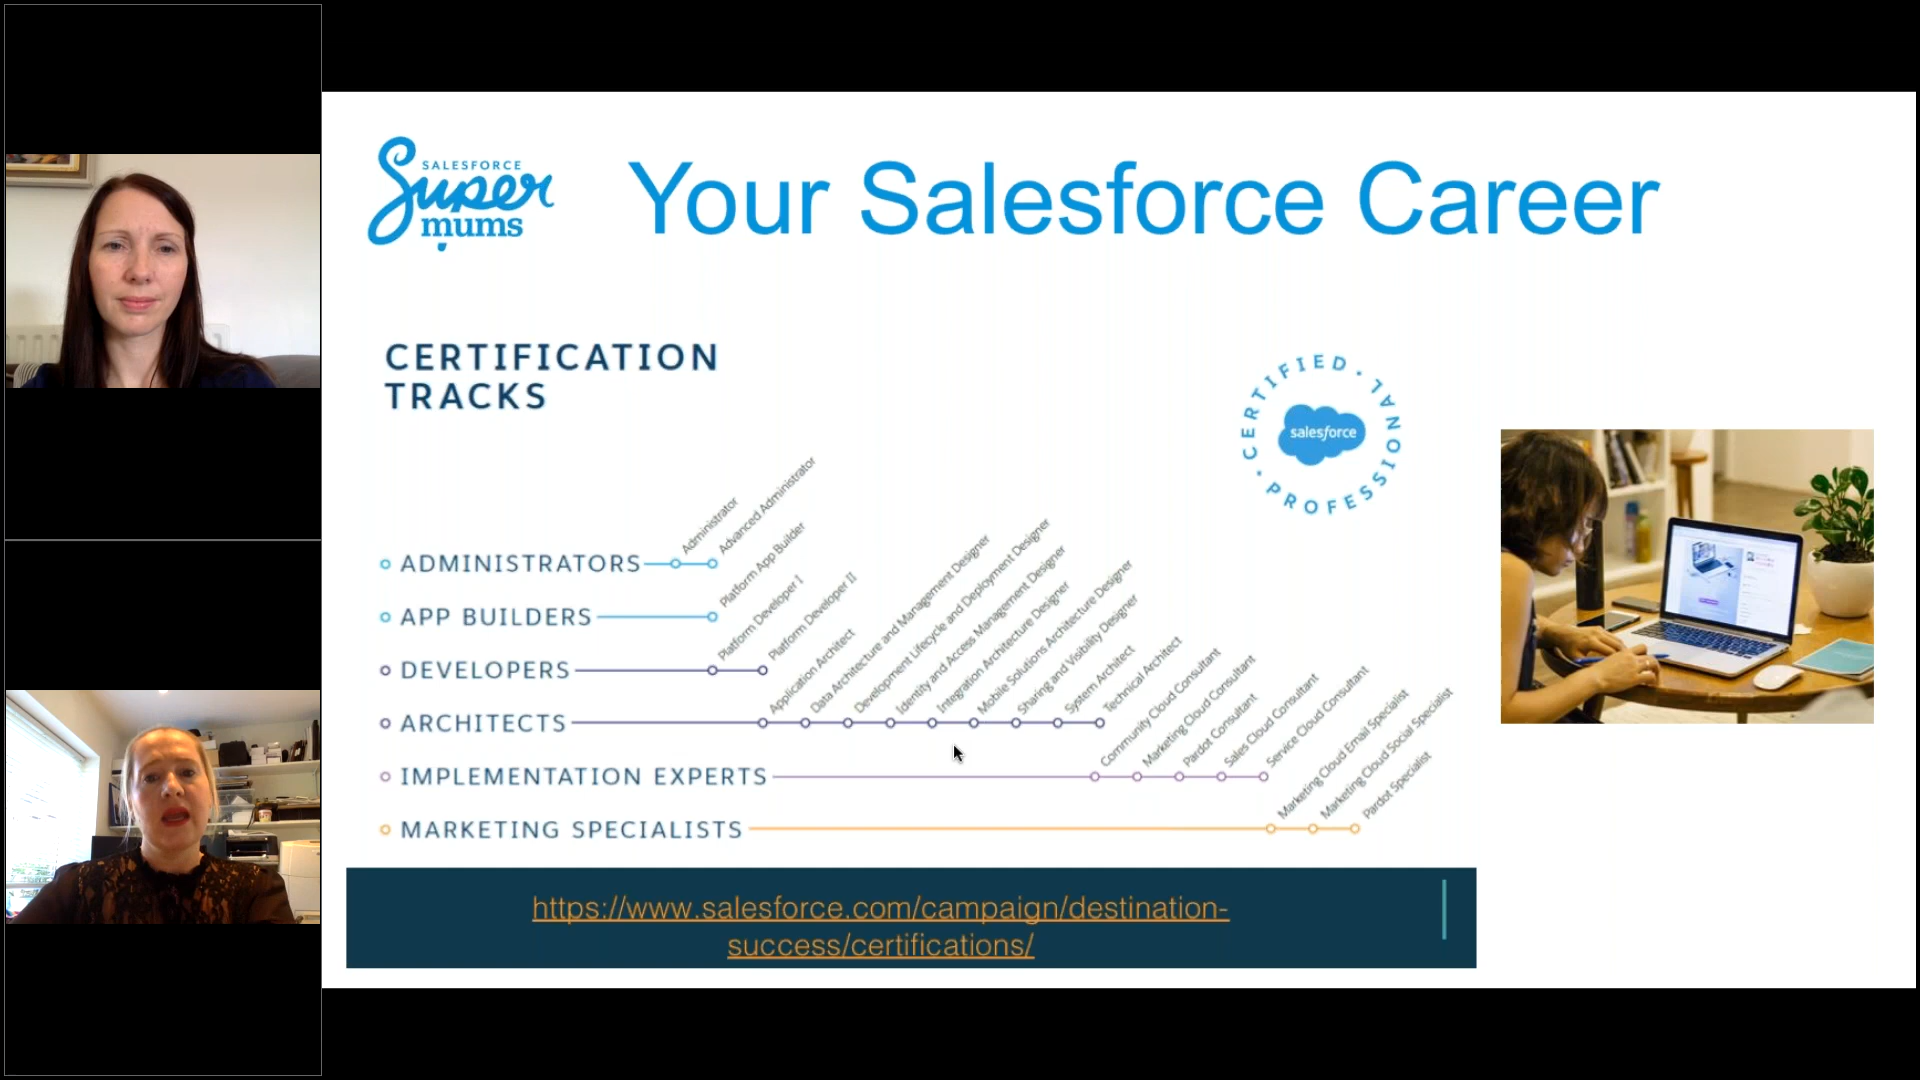 SALESFORCE
Super
mums
Your Salesforce Career
CERTIFICATION
TRACKS
CERTIFIED • PROFESSIONAL •
salesforce
ADMINISTRATORS
Administrator
Advanced Administrator
APP BUILDERS
Platform App Builder
DEVELOPERS
Platform Developer I
Platform Developer II
ARCHITECTS
Application Architect
Data Architecture and Management Designer
Development Lifecycle and Deployment Designer
Identity and Access Management Designer
Integration Architecture Designer
Mobile Solutions Architecture Designer
Sharing and Visibility Designer
System Architect
Technical Architect
IMPLEMENTATION EXPERTS
Community Cloud Consultant
Marketing Cloud Consultant
Pardot Consultant
Sales Cloud Consultant
Service Cloud Consultant
MARKETING SPECIALISTS
Marketing Cloud Email Specialist
Marketing Cloud Social Specialist
Pardot Specialist
https://www.salesforce.com/campaign/destination-
success/certifications/